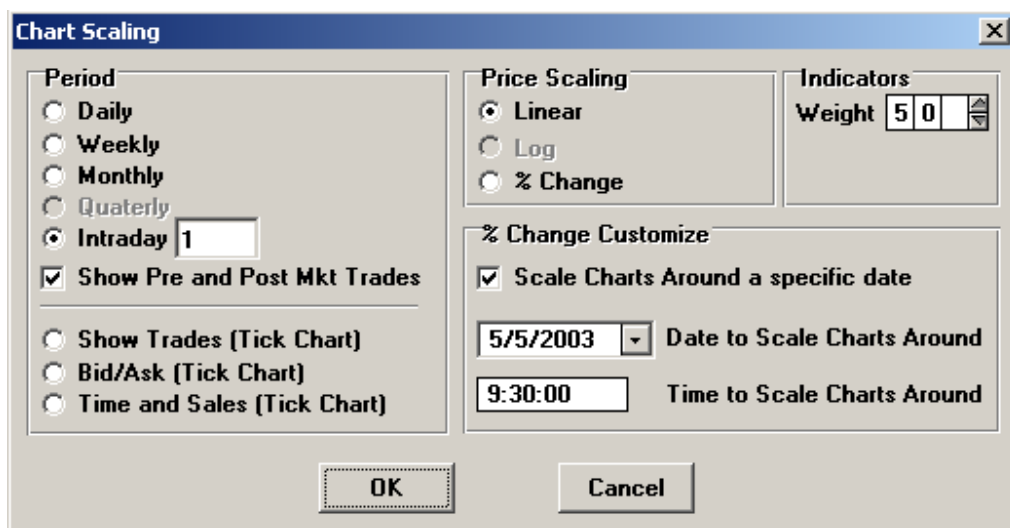 Chart Scaling
Period
Daily
Weekly
Monthly
Quaterly
Intraday 1
Show Pre and Post Mkt Trades
Show Trades (Tick Chart)
Bid/Ask (Tick Chart)
Time and Sales (Tick Chart)
Price Scaling
Linear
Log
% Change
Indicators
Weight 50
% Change Customize
Scale Charts Around a specific date
5/5/2003 Date to Scale Charts Around
9:30:00 Time to Scale Charts Around
OK Cancel